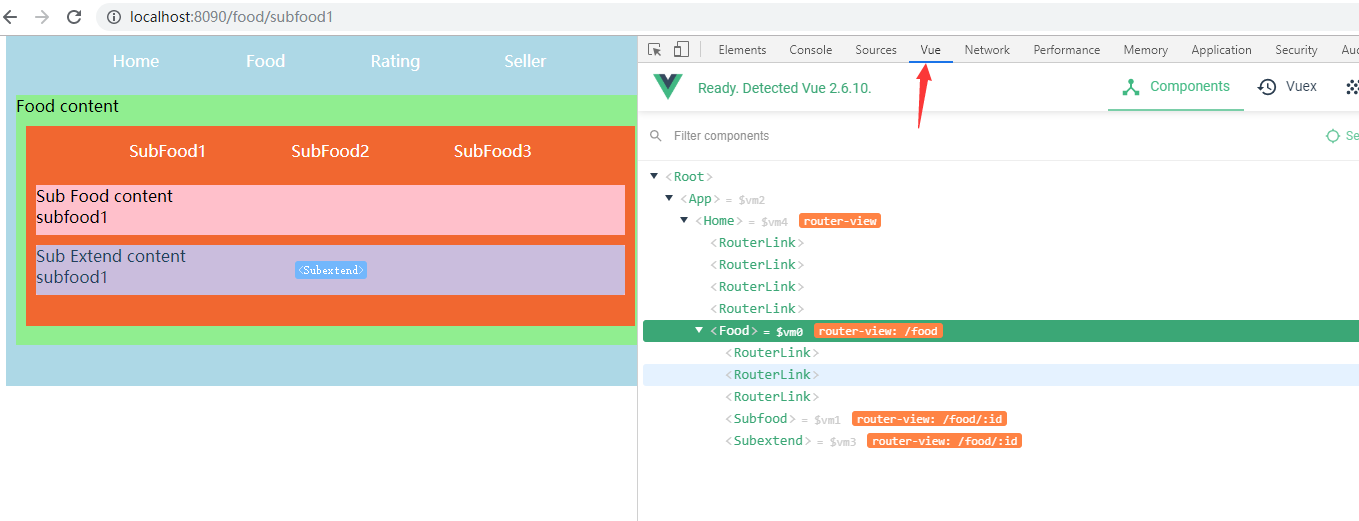 localhost:8090/food/subfood1
Home Food Rating Seller
Food content
SubFood1 SubFood2 SubFood3
Sub Food content
subfood1
Sub Extend content
subfood1
<Subextend>
Elements Console Sources Vue Network Performance Memory Application Security Au
Ready. Detected Vue 2.6.10.
Components Vuex
Filter components
Se
<Root>
<App> = $vm2
<Home> = $vm4 router-view
<RouterLink>
<RouterLink>
<RouterLink>
<RouterLink>
<Food> = $vm0 router-view: /food
<RouterLink>
<RouterLink>
<RouterLink>
<Subfood> = $vm1 router-view: /food/:id
<Subextend> = $vm3 router-view: /food/:id